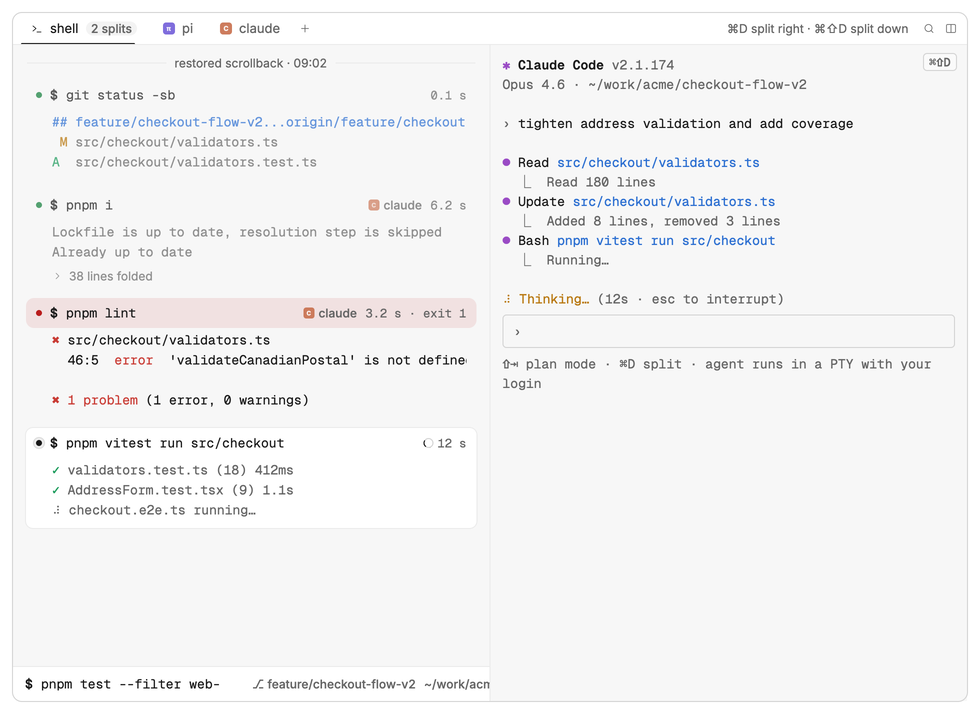 >_ shell 2 splits π pi C claude + ⌘D split right · ⌘⇧D split down
restored scrollback · 09:02
$ git status -sb 0.1 s
## feature/checkout-flow-v2...origin/feature/checkout
M src/checkout/validators.ts
A src/checkout/validators.test.ts
$ pnpm i C claude 6.2 s
Lockfile is up to date, resolution step is skipped
Already up to date
› 38 lines folded
$ pnpm lint C claude 3.2 s · exit 1
✖ src/checkout/validators.ts
46:5 error 'validateCanadianPostal' is not define
✖ 1 problem (1 error, 0 warnings)
$ pnpm vitest run src/checkout 12 s
✓ validators.test.ts (18) 412ms
✓ AddressForm.test.tsx (9) 1.1s
checkout.e2e.ts running…
$ pnpm test --filter web- feature/checkout-flow-v2 ~/work/acm
⌘⇧D
✱ Claude Code v2.1.174
Opus 4.6 · ~/work/acme/checkout-flow-v2
› tighten address validation and add coverage
● Read src/checkout/validators.ts
⎿ Read 180 lines
● Update src/checkout/validators.ts
⎿ Added 8 lines, removed 3 lines
● Bash pnpm vitest run src/checkout
⎿ Running…
Thinking… (12s · esc to interrupt)
›
⇧⇥ plan mode · ⌘D split · agent runs in a PTY with your
login